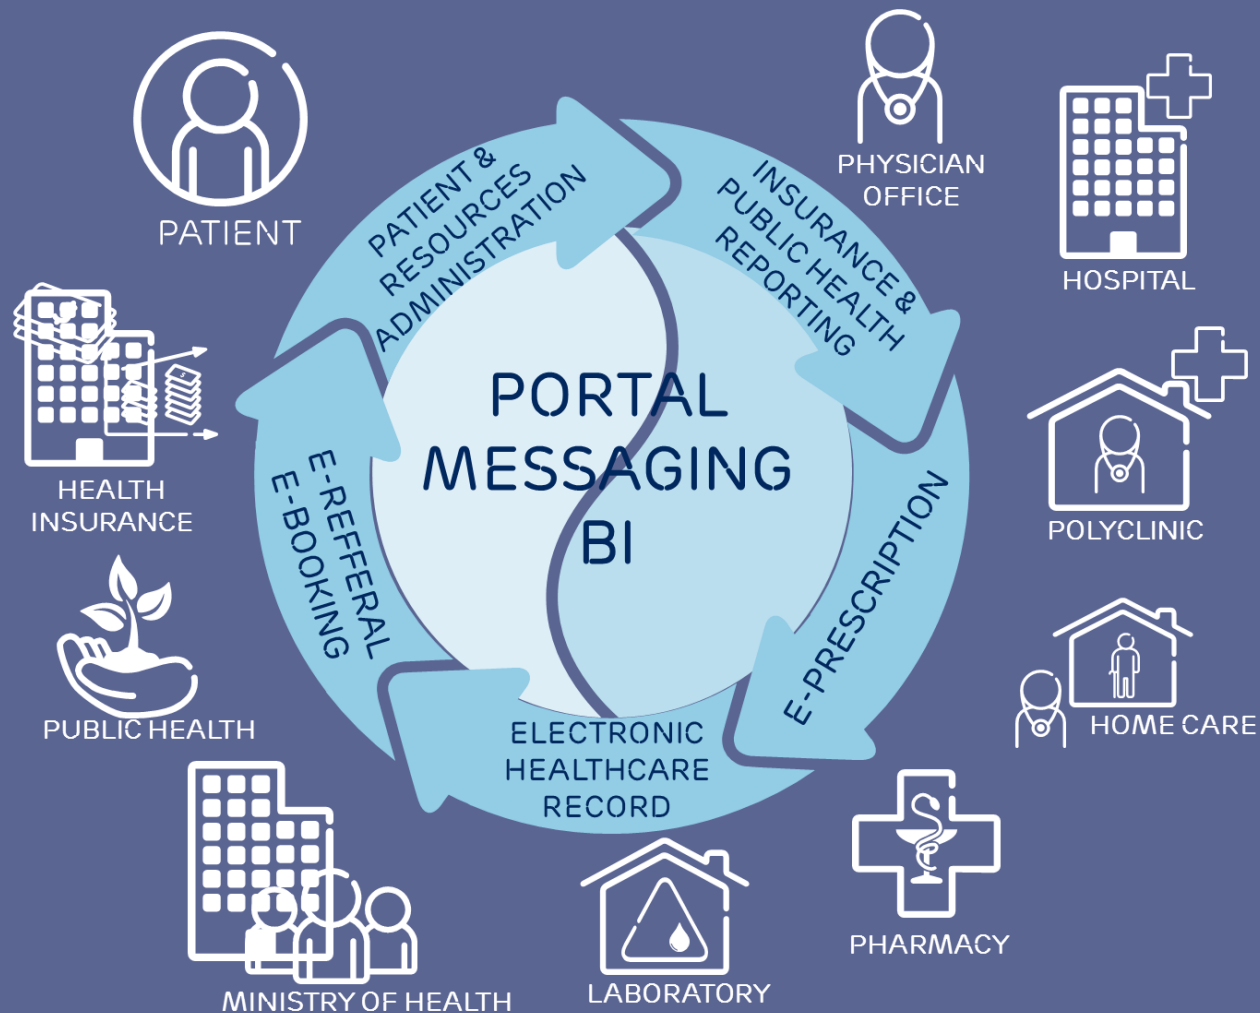 PATIENT
PHYSICIAN
OFFICE
HOSPITAL
PATIENT &
RESOURCES
ADMINISTRATION
INSURANCE &
PUBLIC HEALTH
REPORTING
HEALTH
INSURANCE
PORTAL
MESSAGING
BI
POLYCLINIC
E-REFFERAL
E-BOOKING
E-PRESCRIPTION
PUBLIC HEALTH
HOME CARE
ELECTRONIC
HEALTHCARE
RECORD
MINISTRY OF HEALTH
LABORATORY
PHARMACY